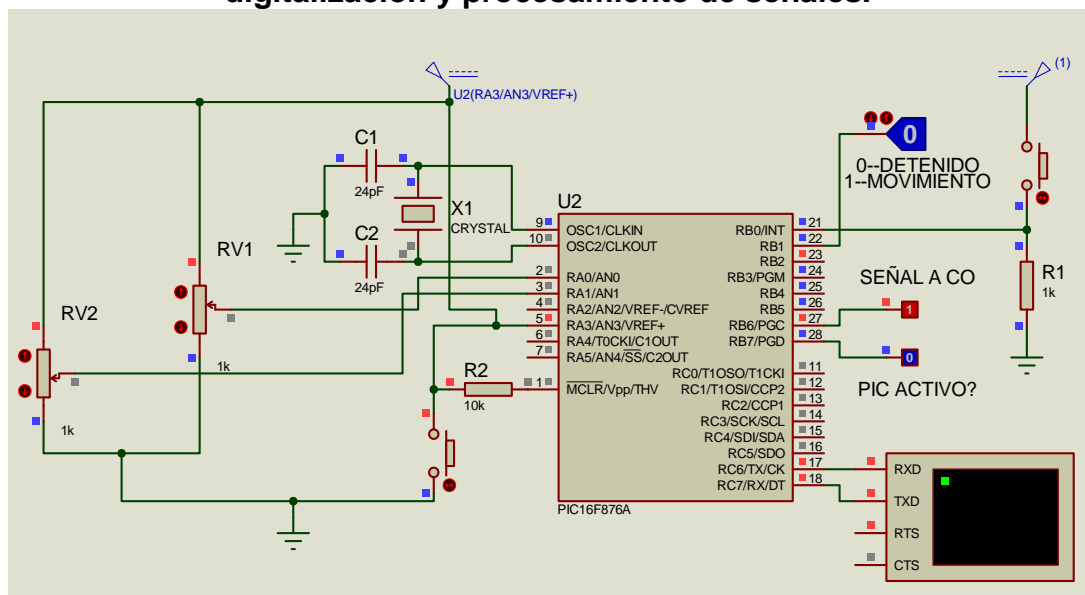 digitalización y procesamiento de señales.
U2(RA3/AN3/VREF+)
(1)
0
0--DETENIDO
1--MOVIMIENTO
C1
24pF
X1
CRYSTAL
C2
24pF
U2
RV1
1k
RV2
1k
R2
10k
R1
1k
9 OSC1/CLKIN
10 OSC2/CLKOUT
2 RA0/AN0
3 RA1/AN1
4 RA2/AN2/VREF-/CVREF
5 RA3/AN3/VREF+
6 RA4/T0CKI/C1OUT
7 RA5/AN4/SS/C2OUT
1 MCLR/Vpp/THV
RB0/INT 21
RB1 22
RB2 23
RB3/PGM 24
RB4 25
RB5 26
RB6/PGC 27
RB7/PGD 28
RC0/T1OSO/T1CKI 11
RC1/T1OSI/CCP2 12
RC2/CCP1 13
RC3/SCK/SCL 14
RC4/SDI/SDA 15
RC5/SDO 16
RC6/TX/CK 17
RC7/RX/DT 18
PIC16F876A
SEÑAL A CO
1
0
PIC ACTIVO?
RXD
TXD
RTS
CTS